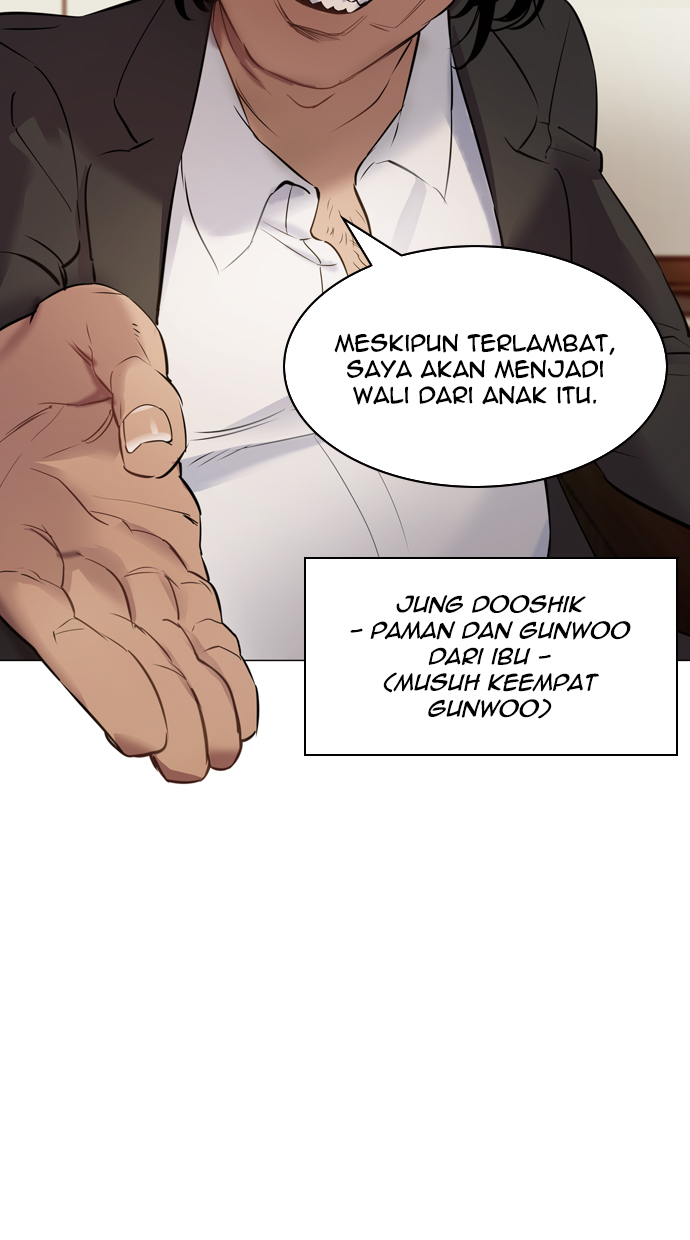 MESKIPUN TERLAMBAT,
SAYA AKAN MENJADI
WALI DARI ANAK ITU.
JUNG DOOSHIK
- PAMAN DAN GUNWOO
DARI IBU -
(MUSUH KEEMPAT
GUNWOO)